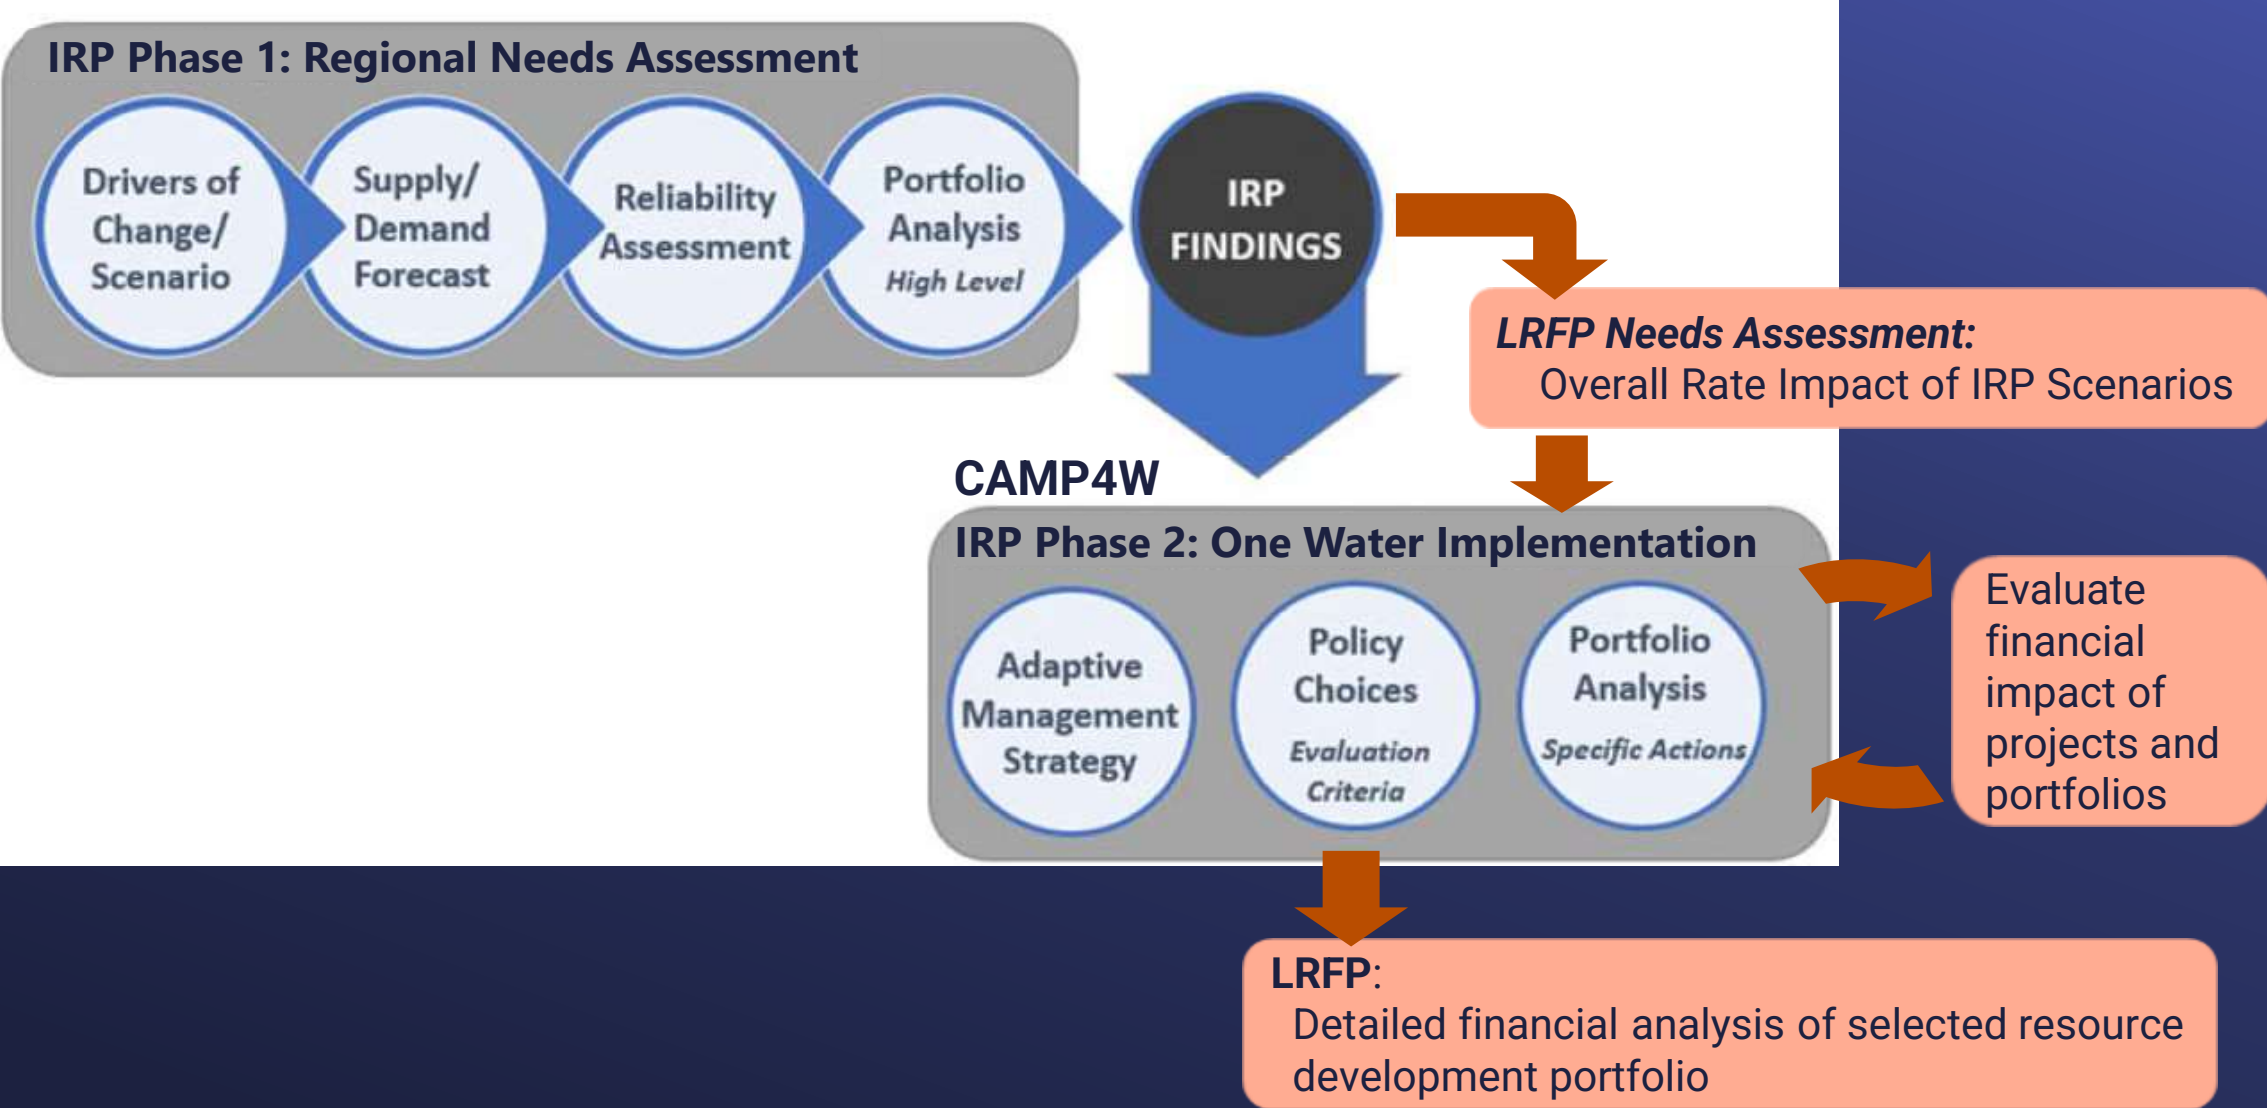 IRP Phase 1: Regional Needs Assessment
Drivers of
Change/
Scenario
Supply/
Demand
Forecast
Reliability
Assessment
Portfolio
Analysis
High Level
IRP
FINDINGS
LRFP Needs Assessment:
Overall Rate Impact of IRP Scenarios
CAMP4W
IRP Phase 2: One Water Implementation
Adaptive
Management
Strategy
Policy
Choices
Evaluation
Criteria
Portfolio
Analysis
Specific Actions
Evaluate
financial
impact of
projects and
portfolios
LRFP:
Detailed financial analysis of selected resource
development portfolio